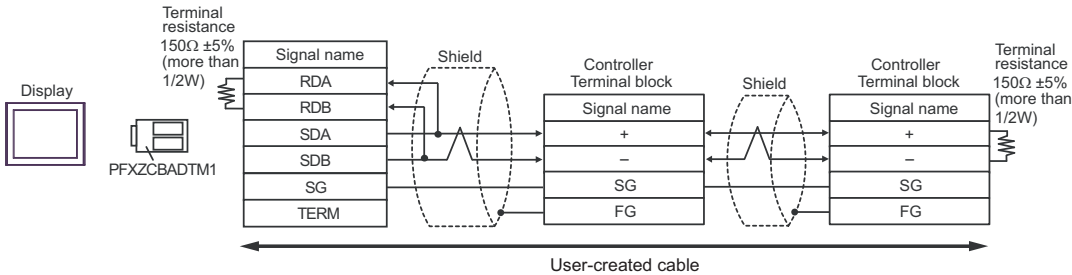 Terminal
resistance
150Ω ±5%
(more than
1/2W)
Display
PFXZCBADTM1
Signal name
RDA
RDB
SDA
SDB
SG
TERM
Shield
Controller
Terminal block
Signal name
+
–
SG
FG
Shield
Controller
Terminal block
Signal name
+
–
SG
FG
Terminal
resistance
150Ω ±5%
(more than
1/2W)
User-created cable